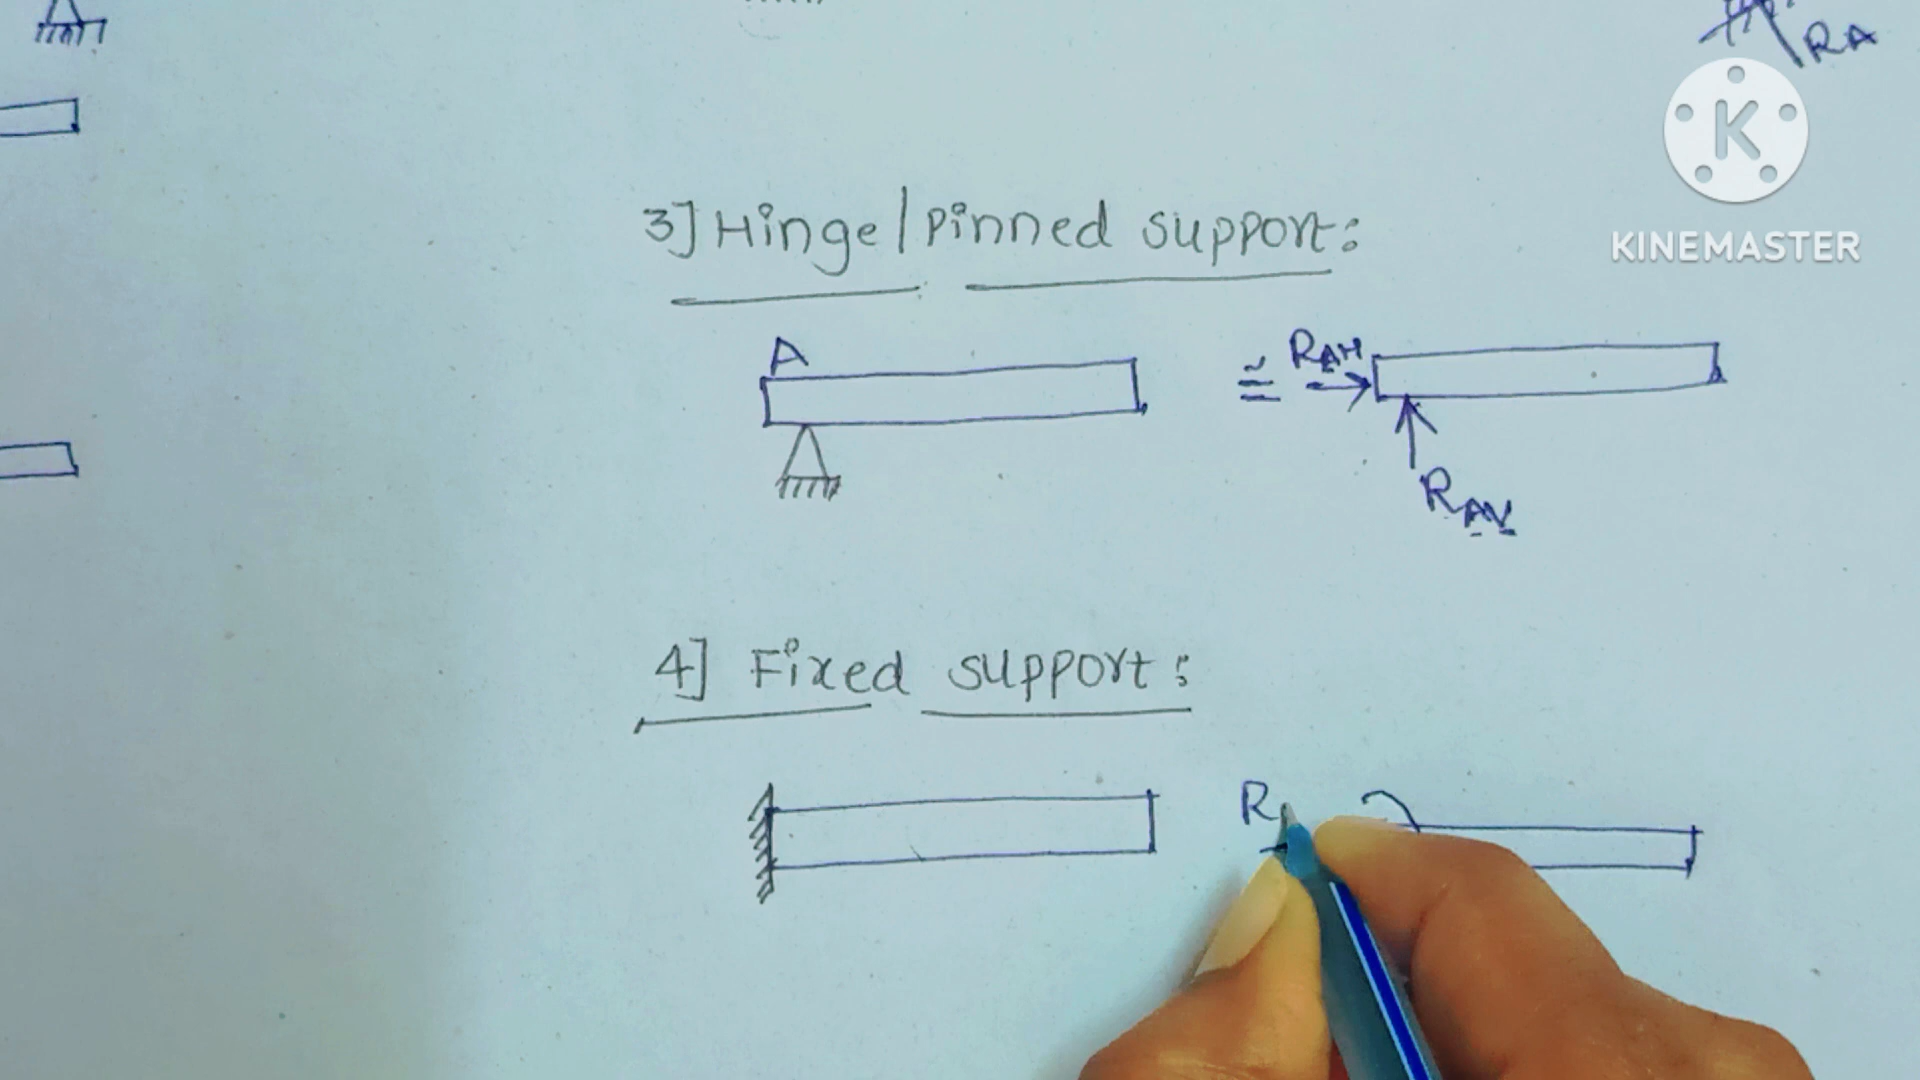 RA
K
KINEMASTER
3] Hinge/Pinned support:
A
RAH
RAV
4] Fixed support:
R